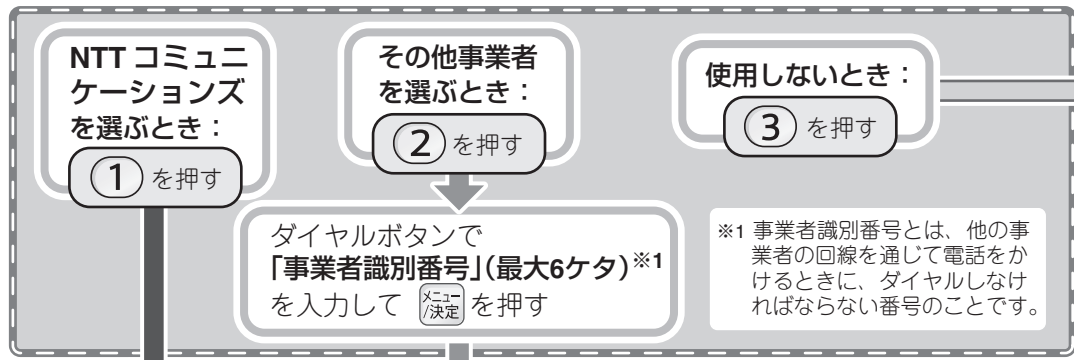 NTT コミュニ
ケーションズ
を選ぶとき：
1 を押す
その他事業者
を選ぶとき：
2 を押す
ダイヤルボタンで
「事業者識別番号」（最大6ケタ）※1
を入力して メニュー/決定 を押す
使用しないとき：
3 を押す
※1 事業者識別番号とは、他の事
業者の回線を通じて電話をか
けるときに、ダイヤルしなけ
ればならない番号のことです。